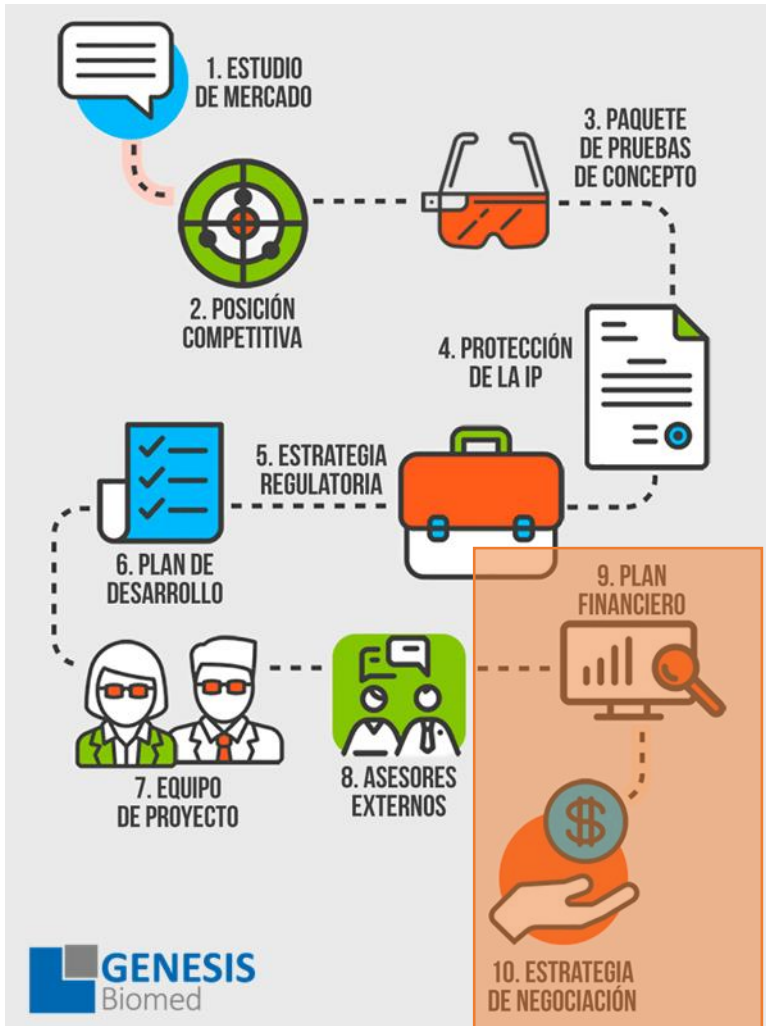 1. ESTUDIO
DE MERCADO
2. POSICIÓN
COMPETITIVA
3. PAQUETE
DE PRUEBAS
DE CONCEPTO
4. PROTECCIÓN
DE LA IP
5. ESTRATEGIA
REGULATORIA
6. PLAN DE
DESARROLLO
7. EQUIPO
DE PROYECTO
8. ASESORES
EXTERNOS
9. PLAN
FINANCIERO
$
10. ESTRATEGIA
DE NEGOCIACIÓN
GENESIS
Biomed